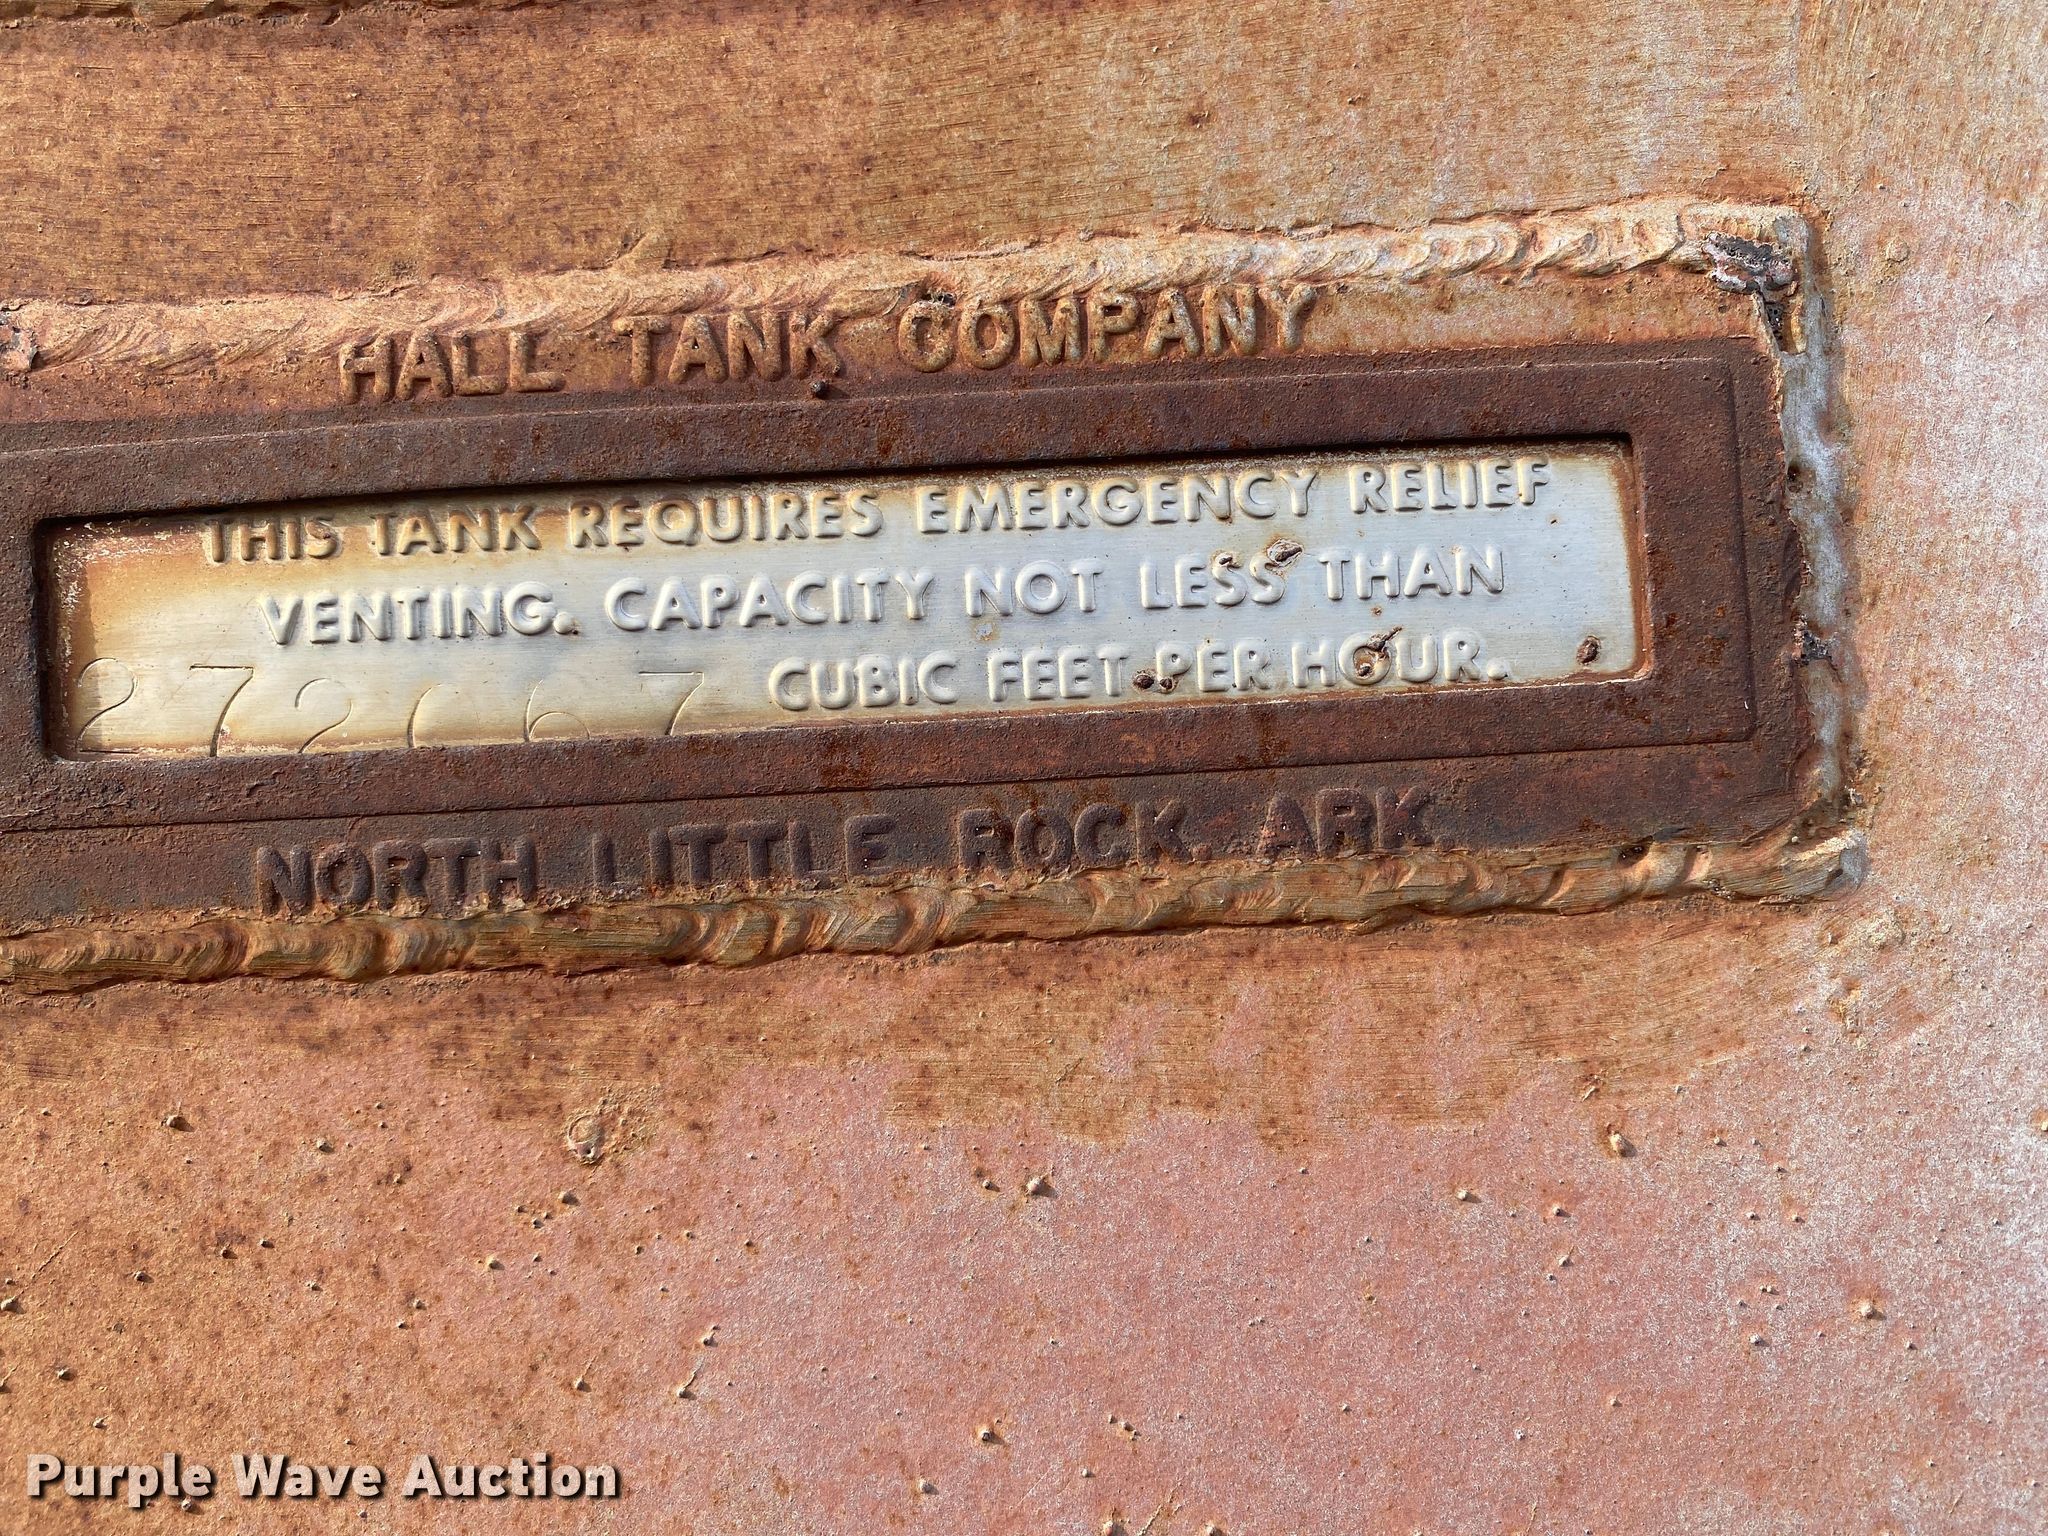 HALL TANK COMPANY
THIS TANK REQUIRES EMERGENCY RELIEF
VENTING. CAPACITY NOT LESS THAN
CUBIC FEET PER HOUR.
NORTH LITTLE ROCK, ARK.
Purple Wave Auction